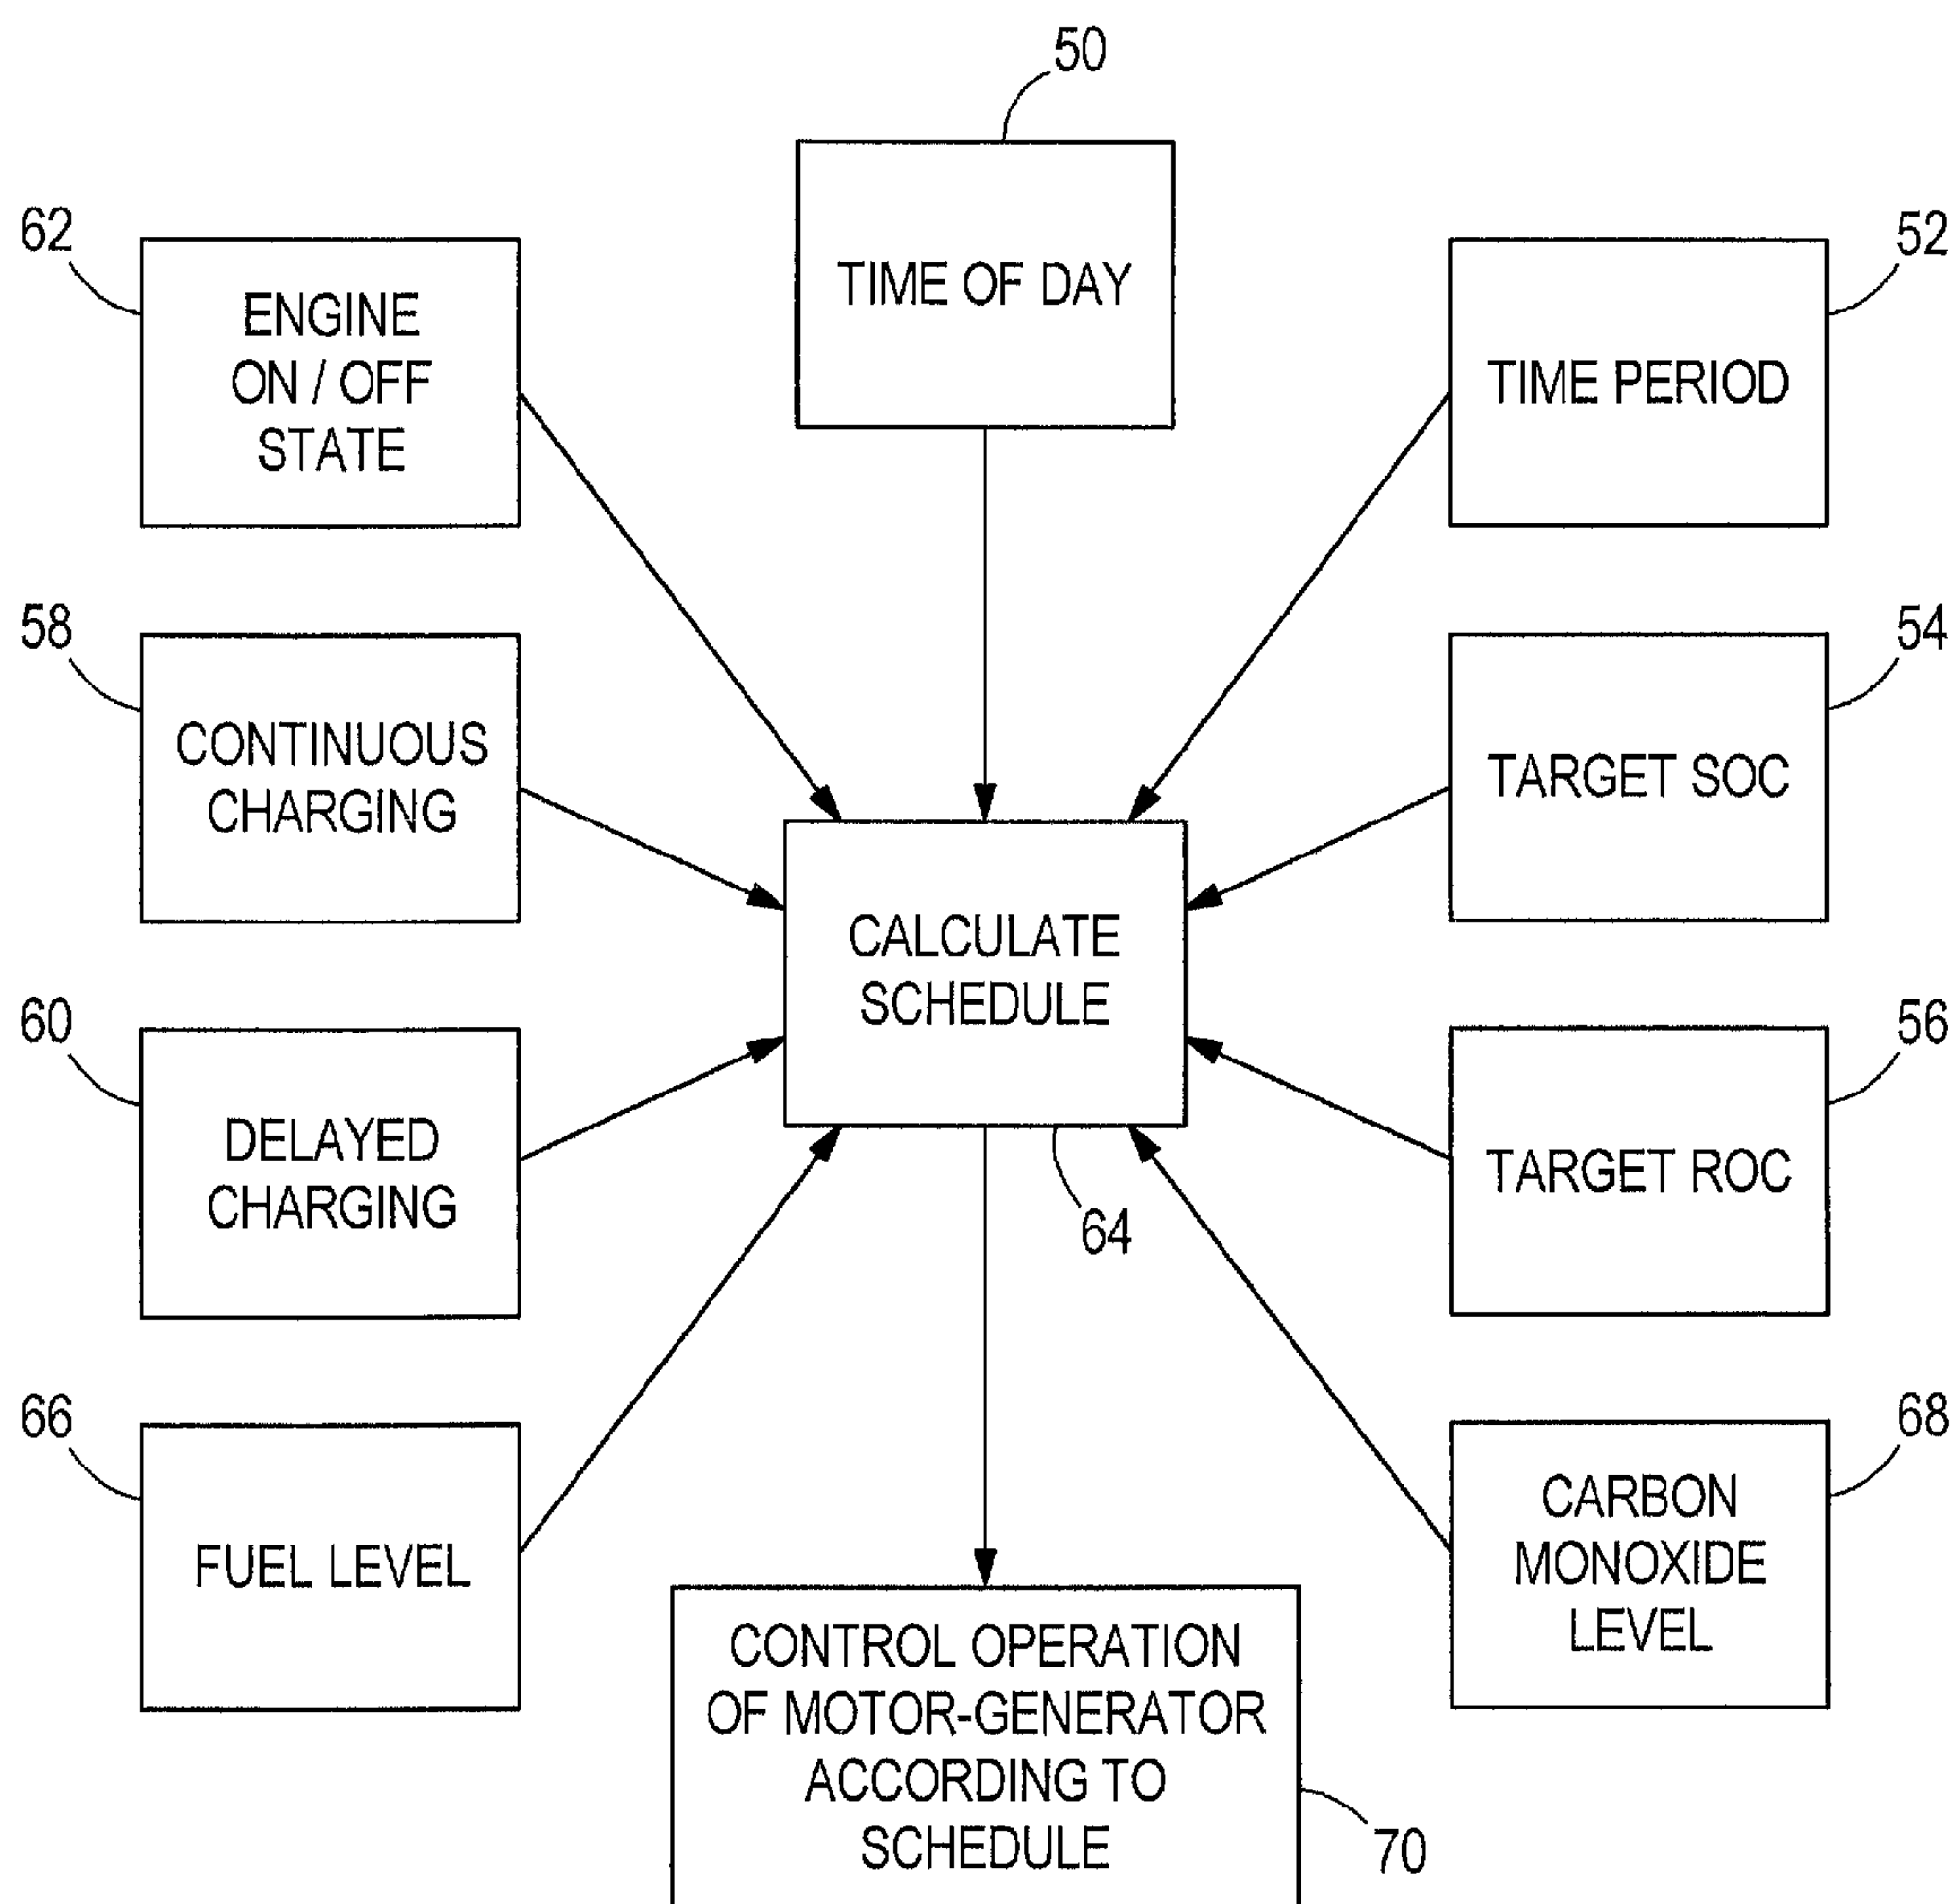 50
TIME OF DAY
62
ENGINE
ON / OFF
STATE
52
TIME PERIOD
58
CONTINUOUS
CHARGING
54
TARGET SOC
CALCULATE
SCHEDULE
64
60
DELAYED
CHARGING
56
TARGET ROC
66
FUEL LEVEL
68
CARBON
MONOXIDE
LEVEL
CONTROL OPERATION
OF MOTOR-GENERATOR
ACCORDING TO
SCHEDULE
70